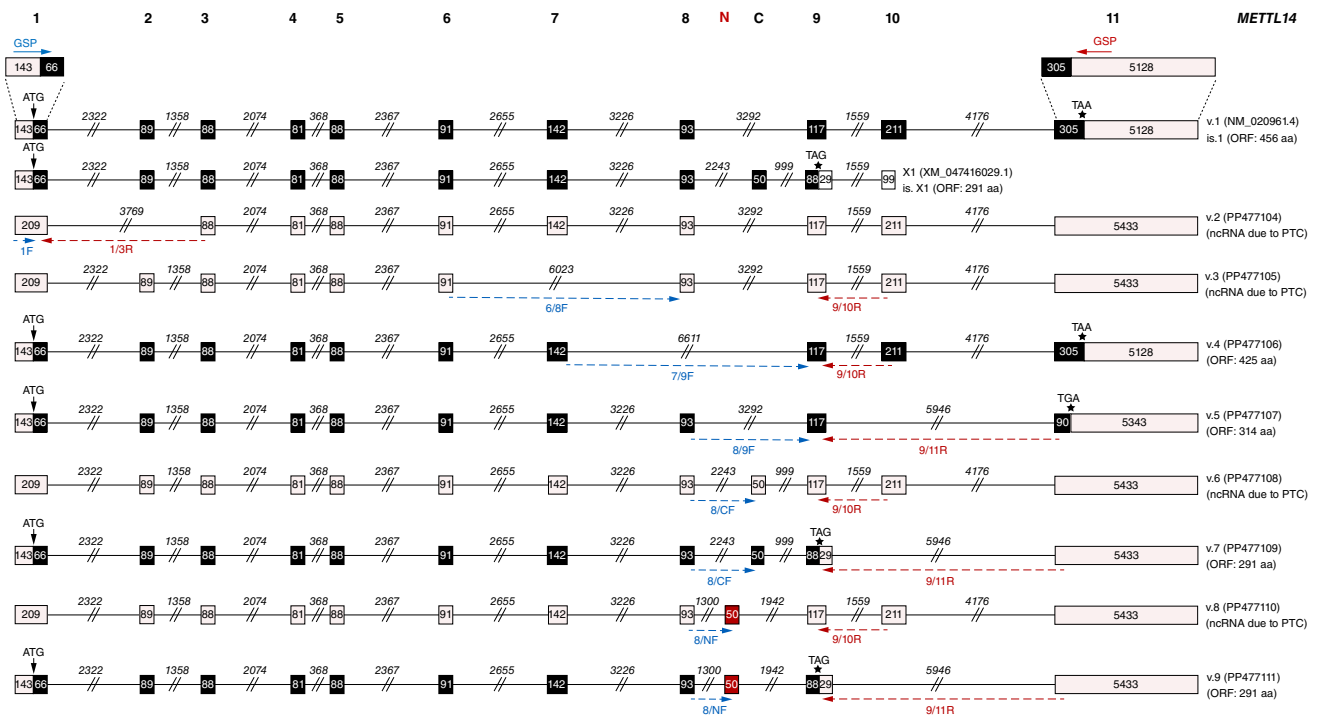 1 2 3 4 5 6 7 8 N C 9 10 11 METTL14
GSP GSP
143 66 305 5128
ATG TAA
2322 1358 2074 368 2367 2655 3226 3292 1559 4176
143 66 89 88 81 88 91 142 93 117 211 305 5128
v.1 (NM_020961.4)
is.1 (ORF: 456 aa)
ATG TAG
2322 1358 2074 368 2367 2655 3226 2243 999 1559
143 66 89 88 81 88 91 142 93 50 88 29 99
X1 (XM_047416029.1)
is. X1 (ORF: 291 aa)
3769 2074 368 2367 2655 3226 3292 1559 4176
209 88 81 88 91 142 93 117 211 5433
v.2 (PP477104)
(ncRNA due to PTC)
1F 1/3R
2322 1358 2074 368 2367 6023 3292 1559 4176
209 89 88 81 88 91 93 117 211 5433
v.3 (PP477105)
(ncRNA due to PTC)
6/8F 9/10R
ATG TAA
2322 1358 2074 368 2367 2655 6611 1559 4176
143 66 89 88 81 88 91 142 117 211 305 5128
v.4 (PP477106)
(ORF: 425 aa)
7/9F 9/10R
ATG TGA
2322 1358 2074 368 2367 2655 3226 3292 5946
143 66 89 88 81 88 91 142 93 117 90 5343
v.5 (PP477107)
(ORF: 314 aa)
8/9F 9/11R
2322 1358 2074 368 2367 2655 3226 2243 999 1559 4176
209 89 88 81 88 91 142 93 50 117 211 5433
v.6 (PP477108)
(ncRNA due to PTC)
8/CF 9/10R
ATG TAG
2322 1358 2074 368 2367 2655 3226 2243 999 5946
143 66 89 88 81 88 91 142 93 50 88 29 5433
v.7 (PP477109)
(ORF: 291 aa)
8/CF 9/11R
2322 1358 2074 368 2367 2655 3226 1300 1942 1559 4176
209 89 88 81 88 91 142 93 50 117 211 5433
v.8 (PP477110)
(ncRNA due to PTC)
8/NF 9/10R
ATG TAG
2322 1358 2074 368 2367 2655 3226 1300 1942 5946
143 66 89 88 81 88 91 142 93 50 88 29 5433
v.9 (PP477111)
(ORF: 291 aa)
8/NF 9/11R